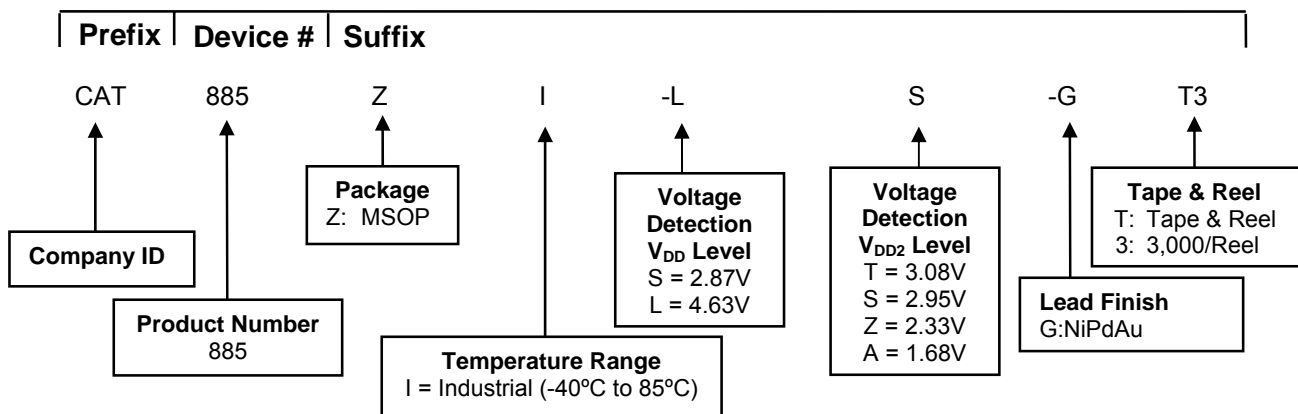 Prefix Device # Suffix
CAT 885 Z I -L S -G T3
Company ID
Product Number
885
Package
Z: MSOP
Temperature Range
I = Industrial (-40ºC to 85ºC)
Voltage
Detection
VDD Level
S = 2.87V
L = 4.63V
Voltage
Detection
VDD2 Level
T = 3.08V
S = 2.95V
Z = 2.33V
A = 1.68V
Lead Finish
G:NiPdAu
Tape & Reel
T: Tape & Reel
3: 3,000/Reel